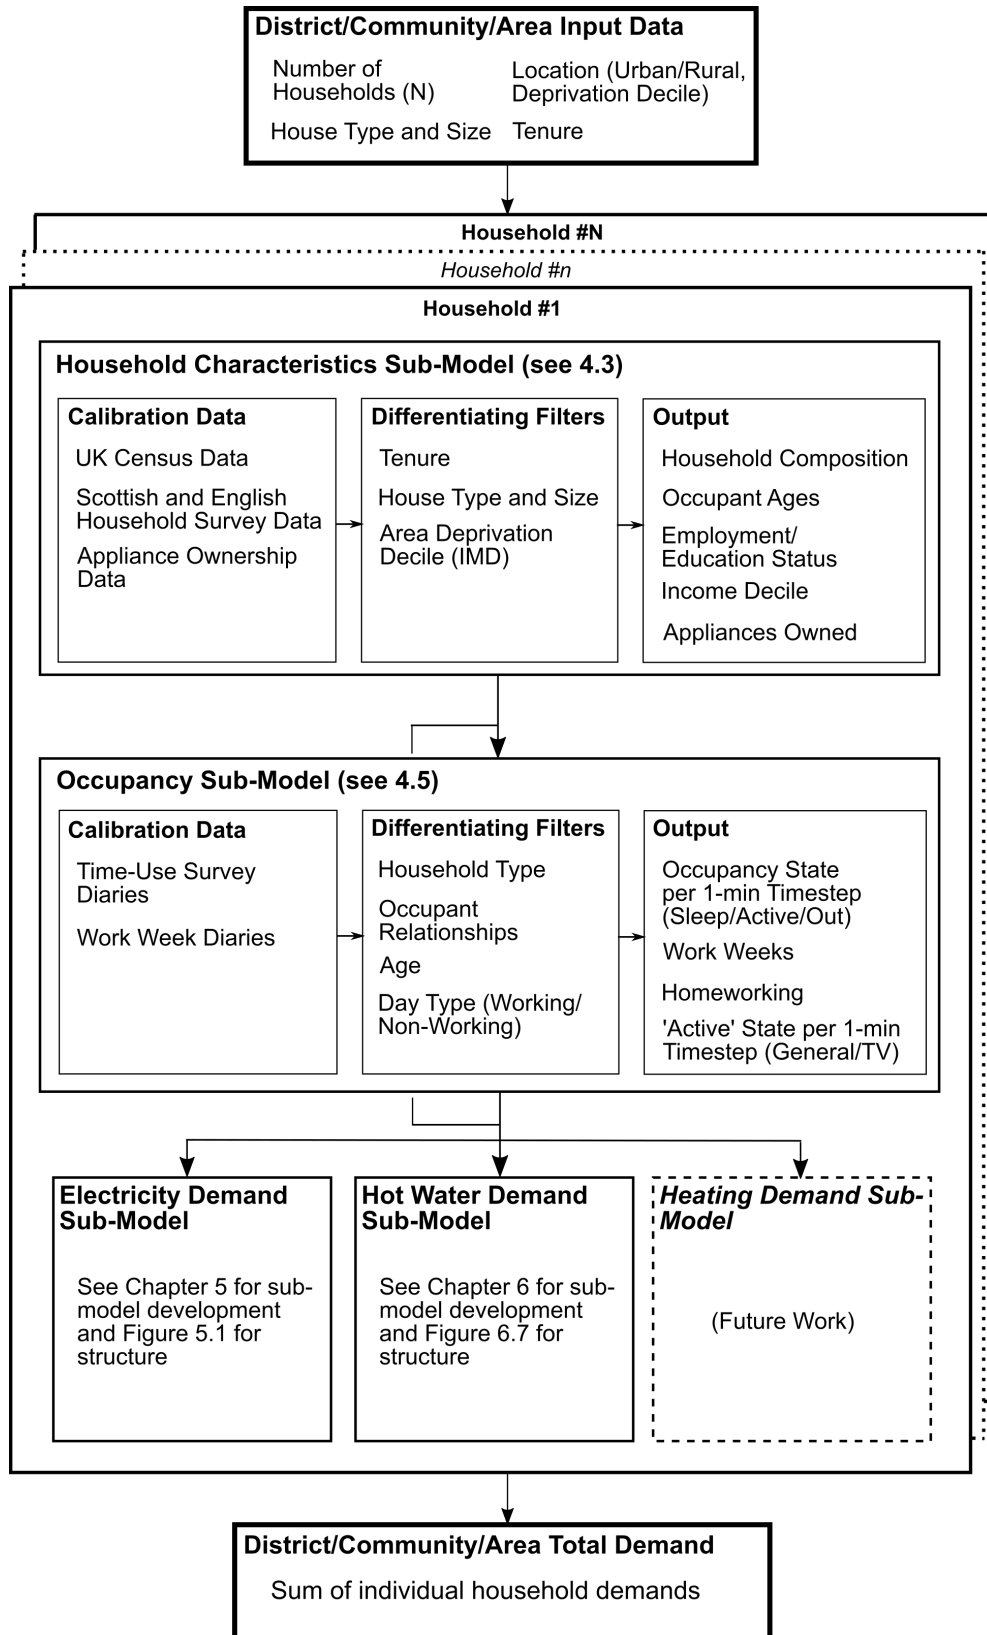 District/Community/Area Input Data
Number of
Households (N)
Location (Urban/Rural,
Deprivation Decile)
House Type and Size
Tenure
Household #N
Household #n
Household #1
Household Characteristics Sub-Model (see 4.3)
Calibration Data
UK Census Data
Scottish and English
Household Survey Data
Appliance Ownership
Data
Differentiating Filters
Tenure
House Type and Size
Area Deprivation
Decile (IMD)
Output
Household Composition
Occupant Ages
Employment/
Education Status
Income Decile
Appliances Owned
Occupancy Sub-Model (see 4.5)
Calibration Data
Time-Use Survey
Diaries
Work Week Diaries
Differentiating Filters
Household Type
Occupant
Relationships
Age
Day Type (Working/
Non-Working)
Output
Occupancy State
per 1-min Timestep
(Sleep/Active/Out)
Work Weeks
Homeworking
'Active' State per 1-min
Timestep (General/TV)
Electricity Demand
Sub-Model
See Chapter 5 for sub-
model development
and Figure 5.1 for
structure
Hot Water Demand
Sub-Model
See Chapter 6 for sub-
model development
and Figure 6.7 for
structure
Heating Demand Sub-
Model
(Future Work)
District/Community/Area Total Demand
Sum of individual household demands